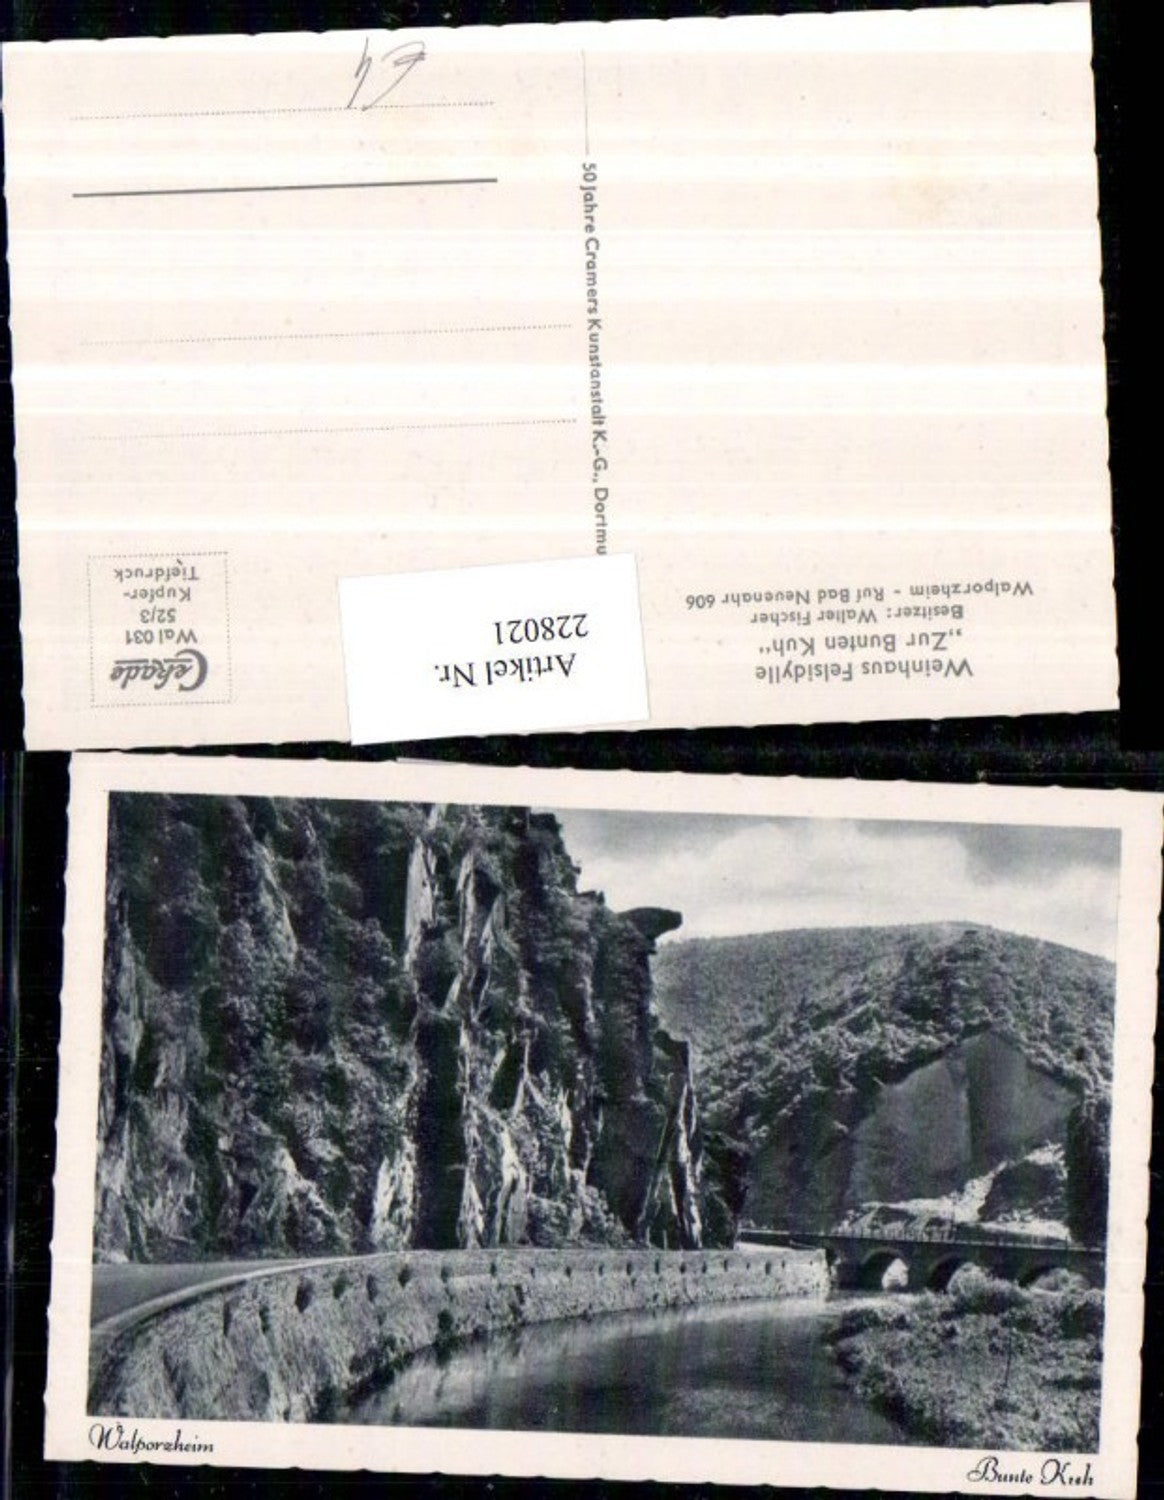 Weinhaus Felsidylle
„Zur Bunten Kuh"
Besitzer: Walter Fischer
Walporzheim - Ruf Bad Neuenahr 606
Artikel Nr.
228021
Cekade
Wal 031
52/3
Kupfer-
Tiefdruck
50 Jahre Cramers Kunstanstalt K.-G., Dortmu
Walporzheim
Bunte Kuh